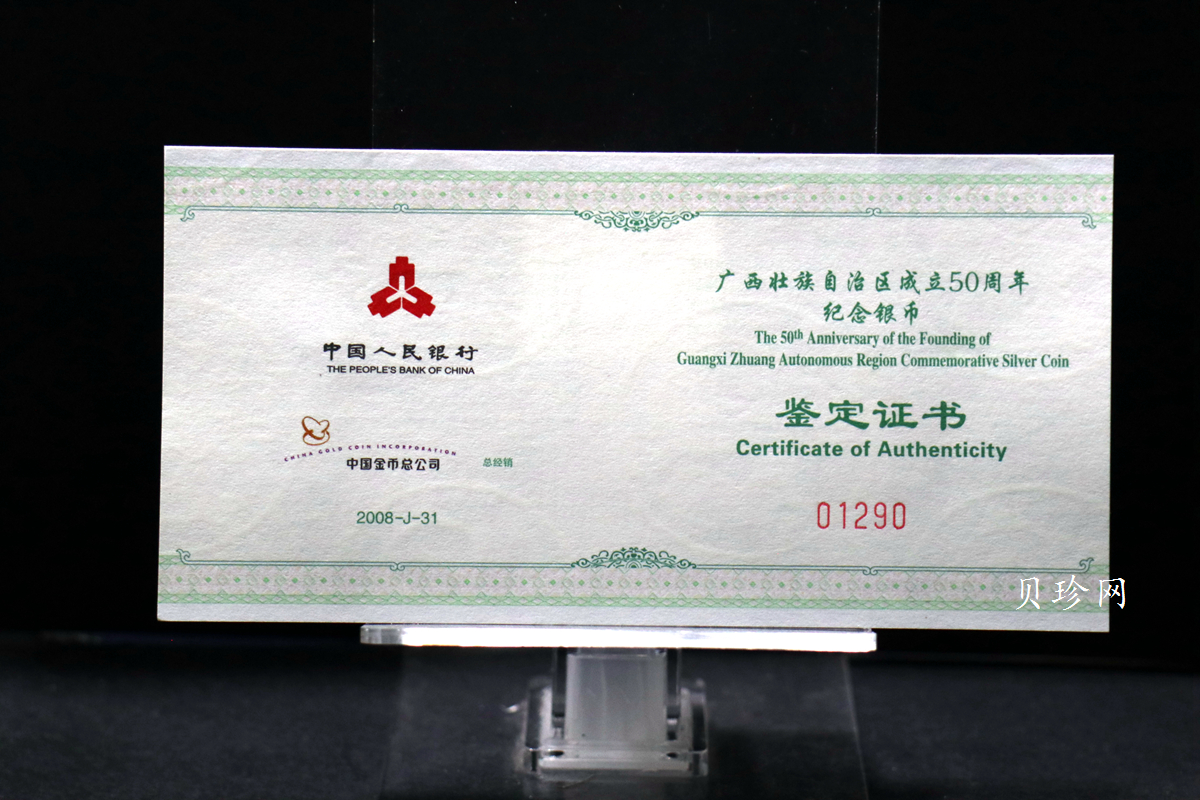 中国人民银行
THE PEOPLE'S BANK OF CHINA
CHINA GOLD COIN INCORPORATION
中国金币总公司 总经销
2008-J-31
广西壮族自治区成立50周年
纪念银币
The 50th Anniversary of the Founding of
Guangxi Zhuang Autonomous Region Commemorative Silver Coin
鉴定证书
Certificate of Authenticity
01290
贝珍网